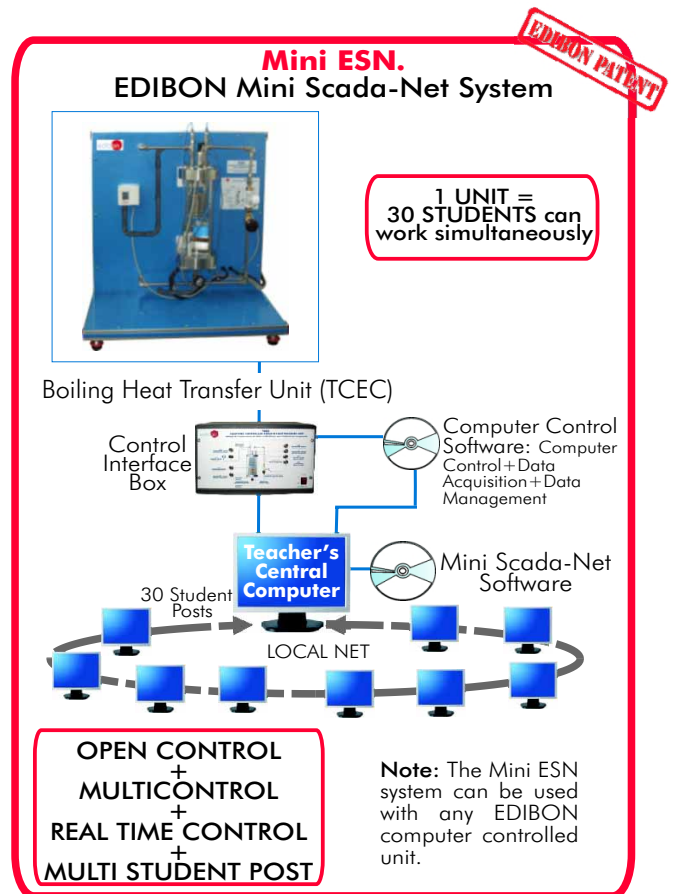 EDIBON PATENT
Mini ESN.
EDIBON Mini Scada-Net System
1 UNIT =
30 STUDENTS can
work simultaneously
Boiling Heat Transfer Unit (TCEC)
Control
Interface
Box
Computer Control
Software: Computer
Control+Data
Acquisition+Data
Management
Teacher's
Central
Computer
Mini Scada-Net
Software
30 Student
Posts
LOCAL NET
OPEN CONTROL
+
MULTICONTROL
+
REAL TIME CONTROL
+
MULTI STUDENT POST
Note: The Mini ESN
system can be used
with any EDIBON
computer controlled
unit.